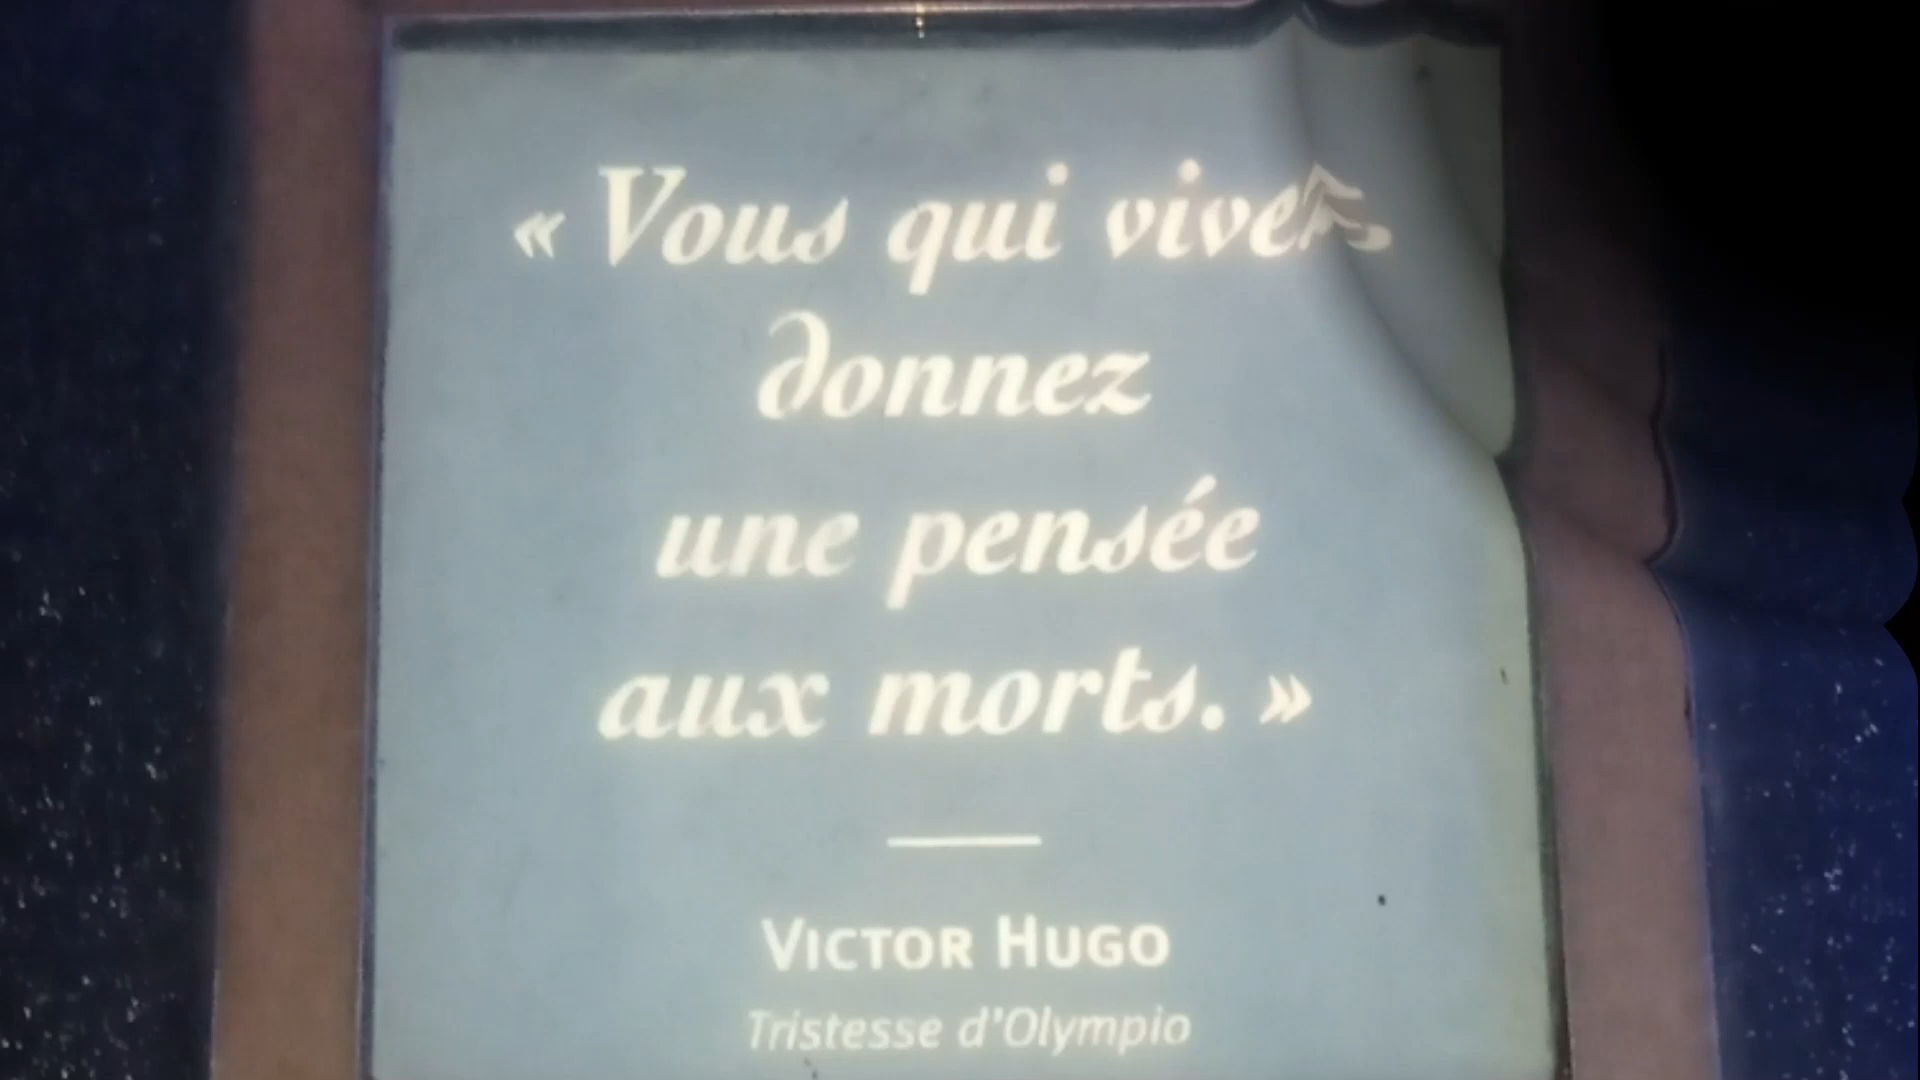 « Vous qui vivez
donnez
une pensée
aux morts. »
VICTOR HUGO
Tristesse d'Olympio